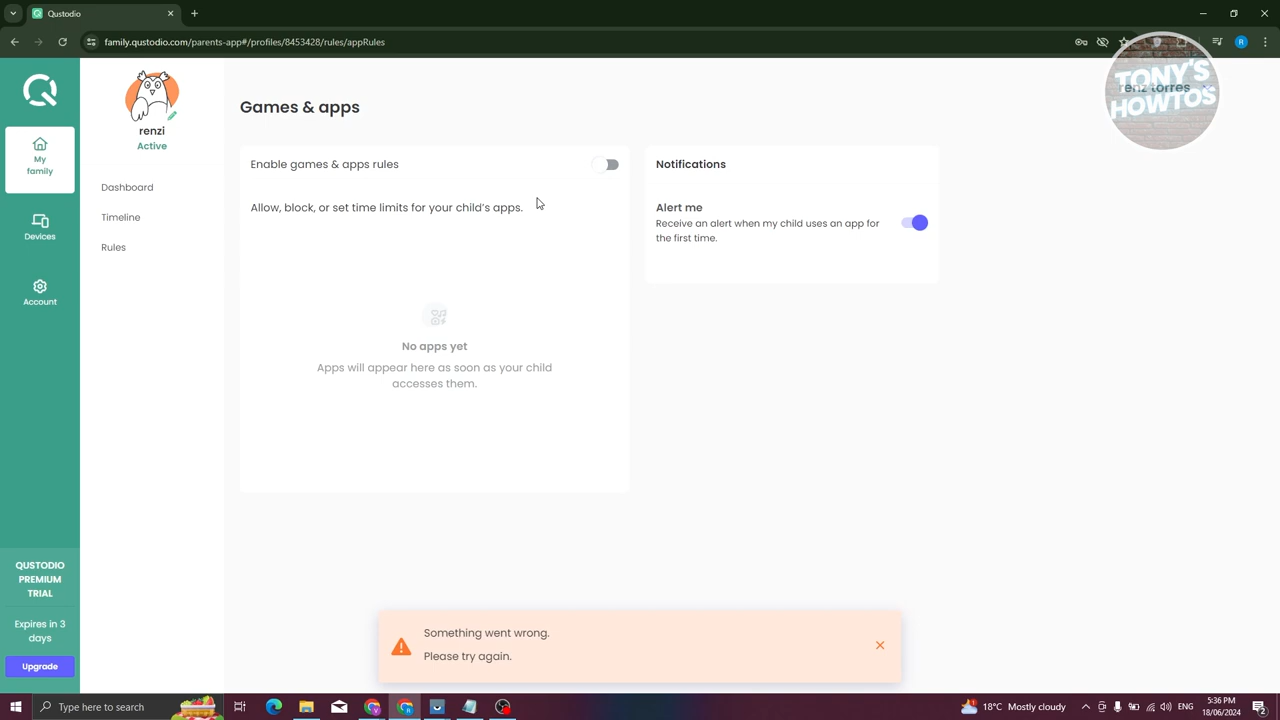 Qustodio
family.qustodio.com/parents-app#/profiles/8453428/rules/appRules
R
TONY'S
HOWTOS
renz torres
My
family
Devices
Account
QUSTODIO
PREMIUM
TRIAL
Expires in 3
days
Upgrade
renzi
Active
Dashboard
Timeline
Rules
Games & apps
Enable games & apps rules
Allow, block, or set time limits for your child's apps.
No apps yet
Apps will appear here as soon as your child
accesses them.
Notifications
Alert me
Receive an alert when my child uses an app for
the first time.
Something went wrong.
Please try again.
Type here to search
18°C Mostly cloudy
ENG
5:36 PM
18/06/2024
2